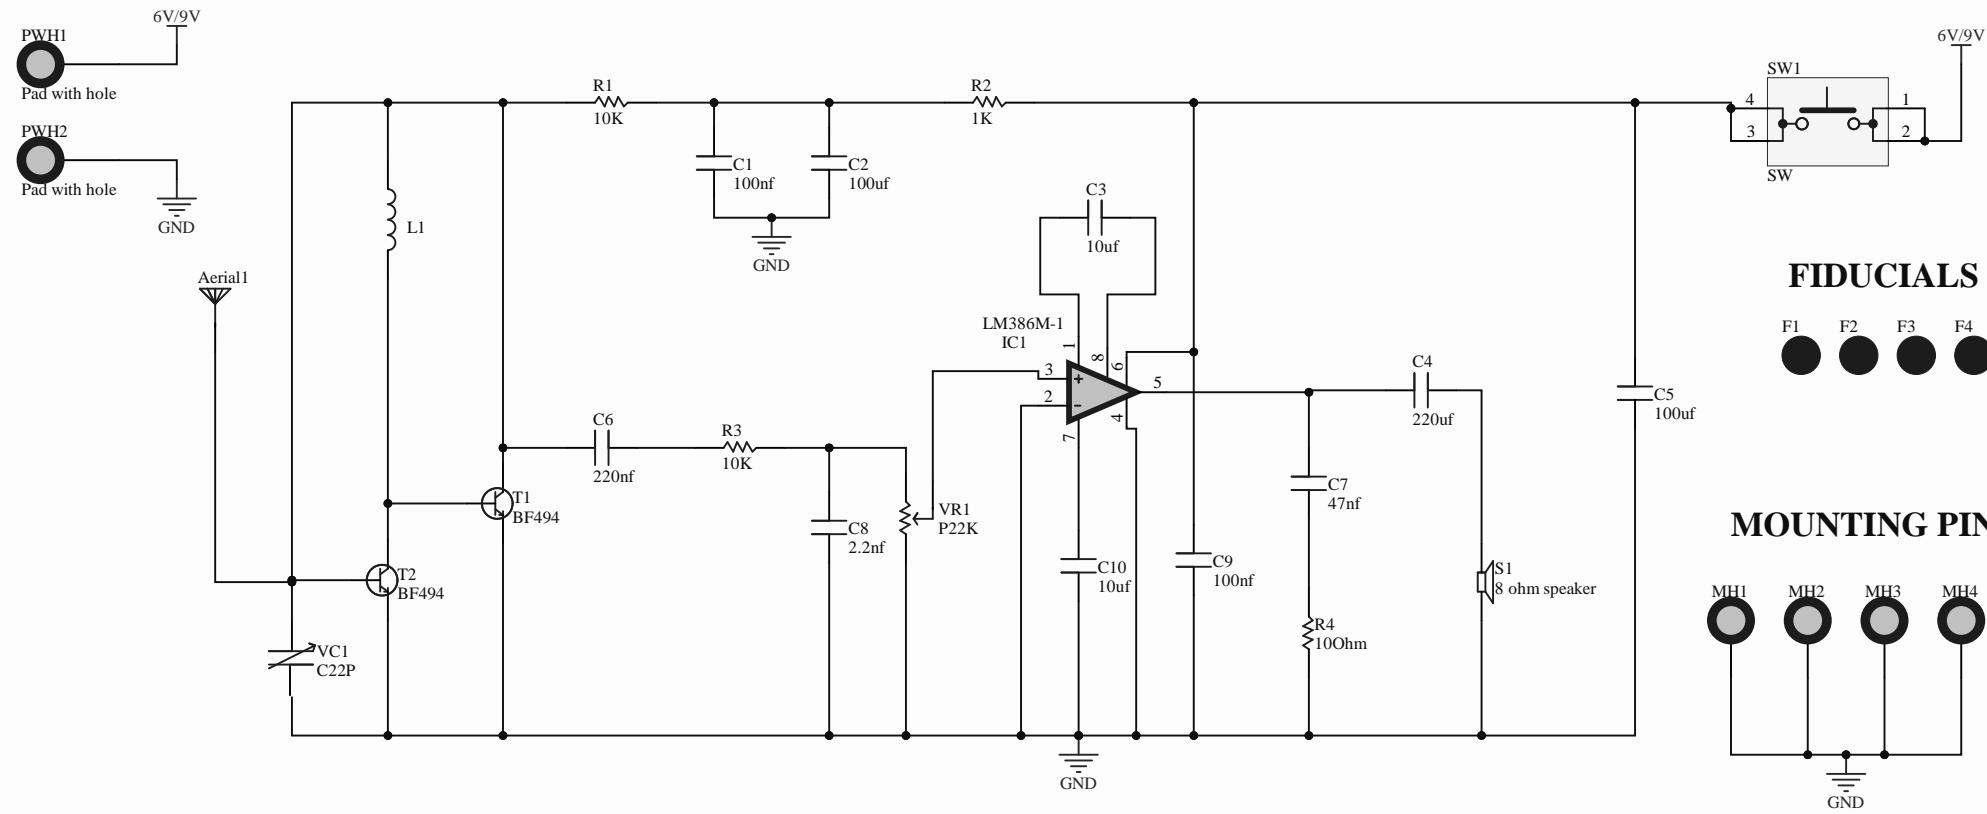 6V/9V
PWH1
Pad with hole
PWH2
Pad with hole
GND
Aerial1
L1
R1
10K
C1
100nf
C2
100uf
GND
R2
1K
C3
10uf
LM386M-1
IC1
1
8
6
3
+
2
-
5
4
7
C6
220nf
R3
10K
T1
BF494
T2
BF494
VC1
C22P
C8
2.2nf
VR1
P22K
C10
10uf
C9
100nf
C4
220uf
C7
47nf
R4
10Ohm
S1
8 ohm speaker
C5
100uf
GND
6V/9V
SW1
4
1
3
2
SW
FIDUCIALS
F1 F2 F3 F4
MOUNTING PIN
MH1 MH2 MH3 MH4
GND